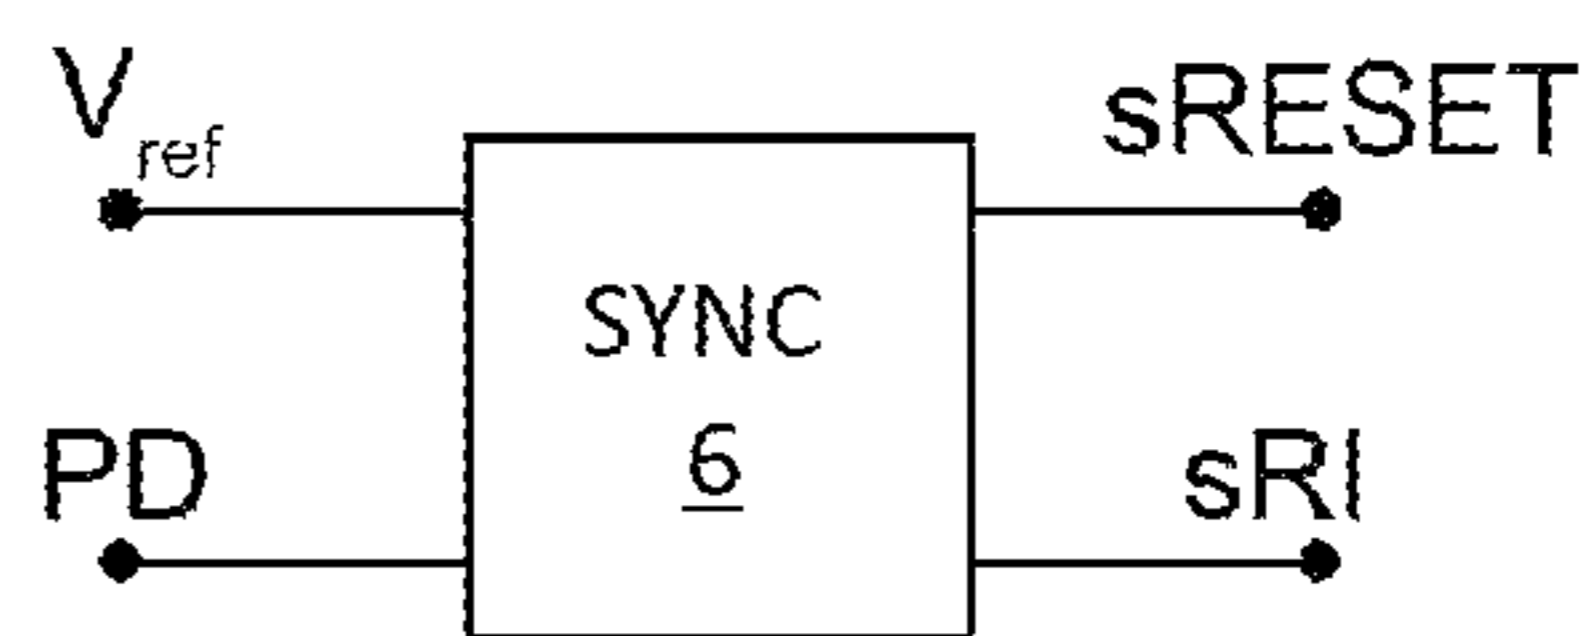 V_ref
sRESET
SYNC
6
PD
sRI